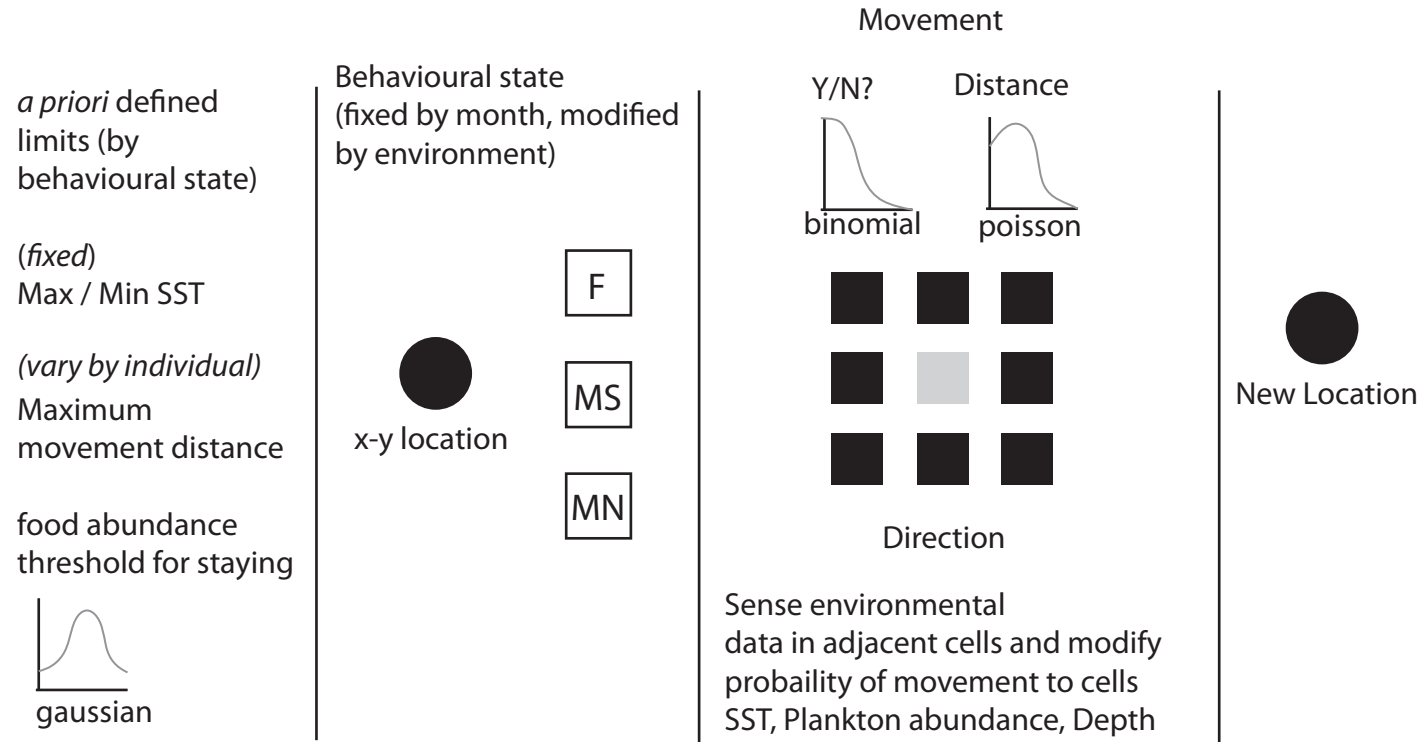 a priori defined
limits (by
behavioural state)
(fixed)
Max / Min SST
(vary by individual)
Maximum
movement distance
food abundance
threshold for staying
gaussian
Behavioural state
(fixed by month, modified
by environment)
x-y location
F
MS
MN
Movement
Y/N?
Distance
binomial
poisson
Direction
Sense environmental
data in adjacent cells and modify
probaility of movement to cells
SST, Plankton abundance, Depth
New Location